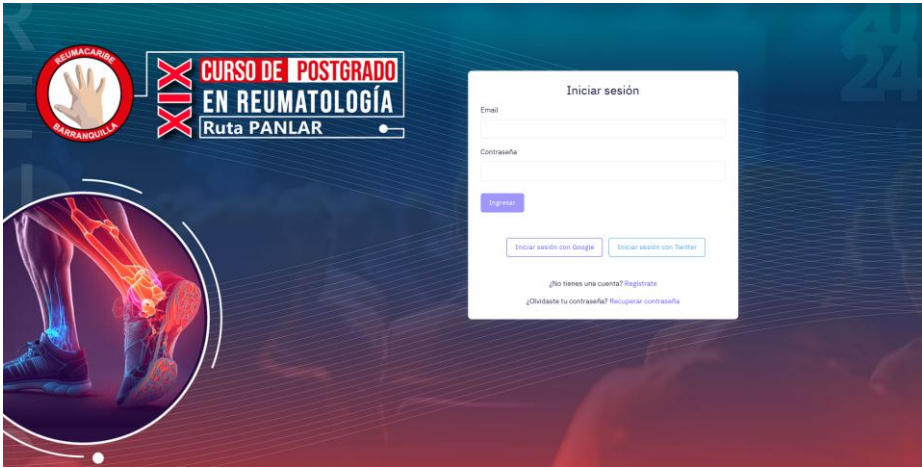 REUMACARIBE
BARRANQUILLA
XIX
CURSO DE POSTGRADO
EN REUMATOLOGÍA
Ruta PANLAR
24
Iniciar sesión
Email
Contraseña
Ingresar
Iniciar sesión con Google
Iniciar sesión con Twitter
¿No tienes una cuenta? Regístrate
¿Olvidaste tu contraseña? Recuperar contraseña